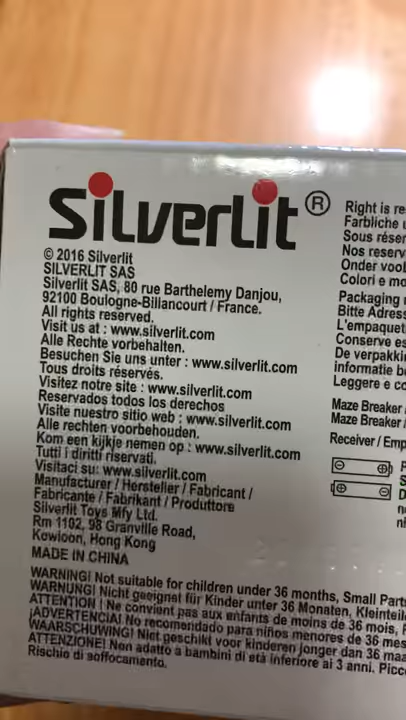 Silverlit®
© 2016 Silverlit
SILVERLIT SAS
Silverlit SAS, 80 rue Barthelemy Danjou,
92100 Boulogne-Billancourt / France.
All rights reserved.
Visit us at : www.silverlit.com
Alle Rechte vorbehalten.
Besuchen Sie uns unter : www.silverlit.com
Tous droits réservés.
Visitez notre site : www.silverlit.com
Reservados todos los derechos
Visite nuestro sitio web : www.silverlit.com
Alle rechten voorbehouden.
Kom een kijkje nemen op : www.silverlit.com
Tutti i diritti riservati.
Visitaci su: www.silverlit.com
Manufacturer / Hersteller / Fabricant /
Fabricante / Fabrikant / Produttore
Silverlit Toys Mfy Ltd.
Rm 1102, 98 Granville Road,
Kowloon, Hong Kong
MADE IN CHINA
Right is re
Farbliche
Sous réser
Nos reserv
Onder voo
Colori e mo
Packaging
Bitte Adress
L'empaquet
Conserve es
De verpakki
informatie b
Leggere e co
Maze Breaker
Maze Breaker
Receiver / Emp
WARNING! Not suitable for children under 36 months, Small Part
WARNUNG! Nicht geeignet für Kinder unter 36 Monaten, Kleinteil
ATTENTION ! Ne convient pas aux enfants de moins de 36 mois,
¡ADVERTENCIA! No recomendado para niños menores de 36 mes
WAARSCHUWING! Niet geschikt voor kinderen jonger dan 36 maa
ATTENZIONE! Non adatto a bambini di età inferiore ai 3 anni. Picc
Rischio di soffocamento.